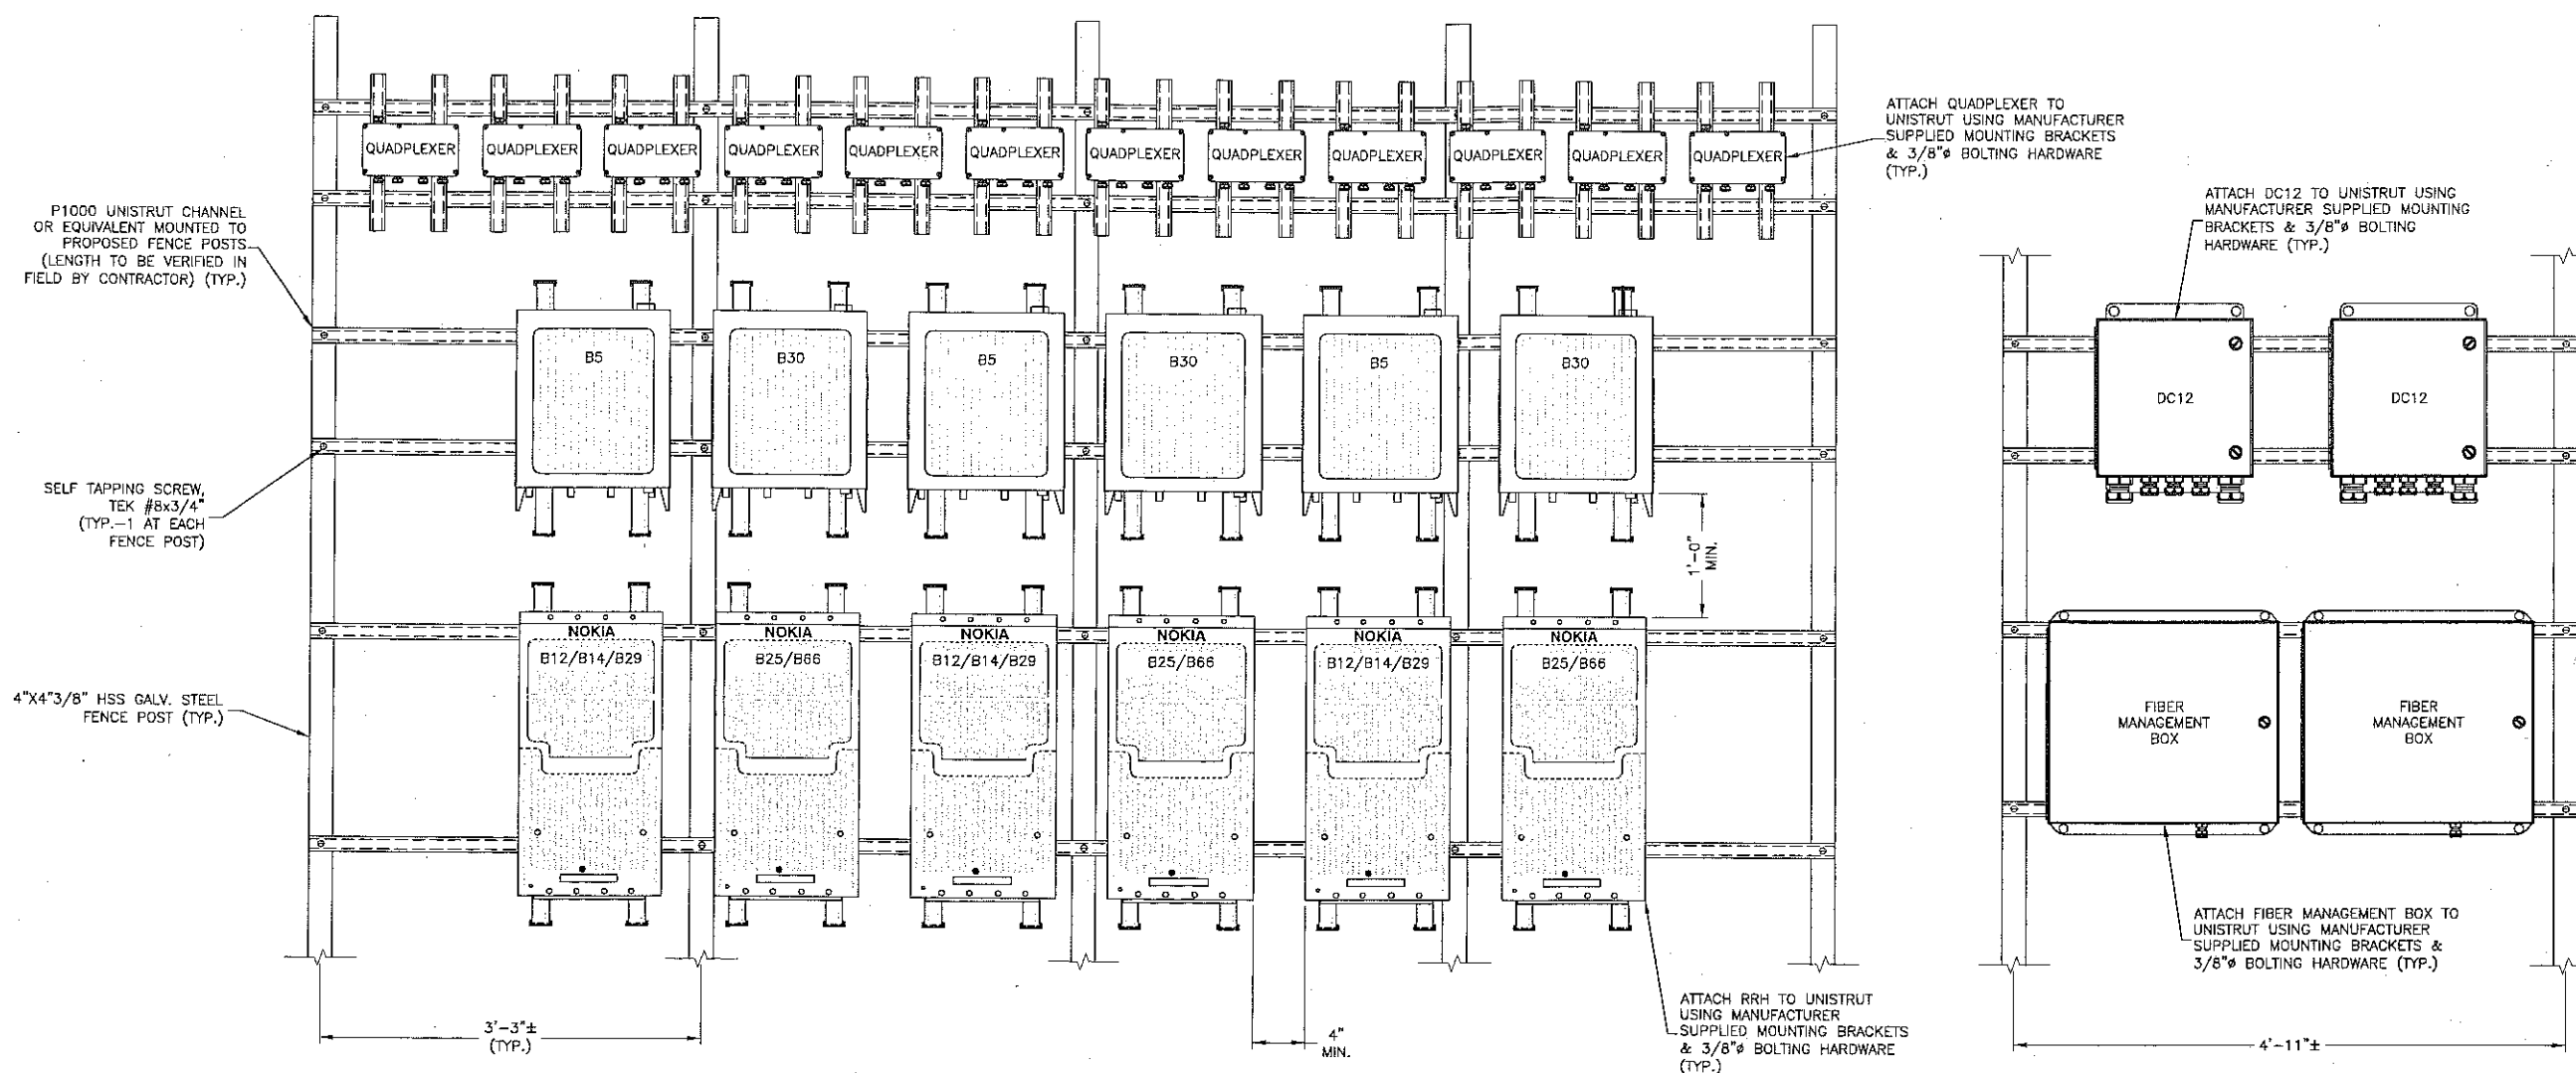 QUADPLEXER
QUADPLEXER
QUADPLEXER
QUADPLEXER
QUADPLEXER
QUADPLEXER
QUADPLEXER
QUADPLEXER
QUADPLEXER
QUADPLEXER
QUADPLEXER
QUADPLEXER
ATTACH QUADPLEXER TO
UNISTRUT USING MANUFACTURER
SUPPLIED MOUNTING BRACKETS
& 3/8"ø BOLTING HARDWARE
(TYP.)
P1000 UNISTRUT CHANNEL
OR EQUIVALENT MOUNTED TO
PROPOSED FENCE POSTS
(LENGTH TO BE VERIFIED IN
FIELD BY CONTRACTOR) (TYP.)
ATTACH DC12 TO UNISTRUT USING
MANUFACTURER SUPPLIED MOUNTING
BRACKETS & 3/8"ø BOLTING
HARDWARE (TYP.)
B5
B30
B5
B30
B5
B30
DC12
DC12
SELF TAPPING SCREW,
TEK #8x3/4"
(TYP.-1 AT EACH
FENCE POST)
1'-0"
MIN.
NOKIA
B12/B14/B29
NOKIA
B25/B66
NOKIA
B12/B14/B29
NOKIA
B25/B66
NOKIA
B12/B14/B29
NOKIA
B25/B66
4"X4"3/8" HSS GALV. STEEL
FENCE POST (TYP.)
FIBER
MANAGEMENT
BOX
FIBER
MANAGEMENT
BOX
ATTACH FIBER MANAGEMENT BOX TO
UNISTRUT USING MANUFACTURER
SUPPLIED MOUNTING BRACKETS &
3/8"ø BOLTING HARDWARE (TYP.)
ATTACH RRH TO UNISTRUT
USING MANUFACTURER
SUPPLIED MOUNTING BRACKETS
& 3/8"ø BOLTING HARDWARE
(TYP.)
3'-3"±
(TYP.)
4"
MIN.
4'-11"±